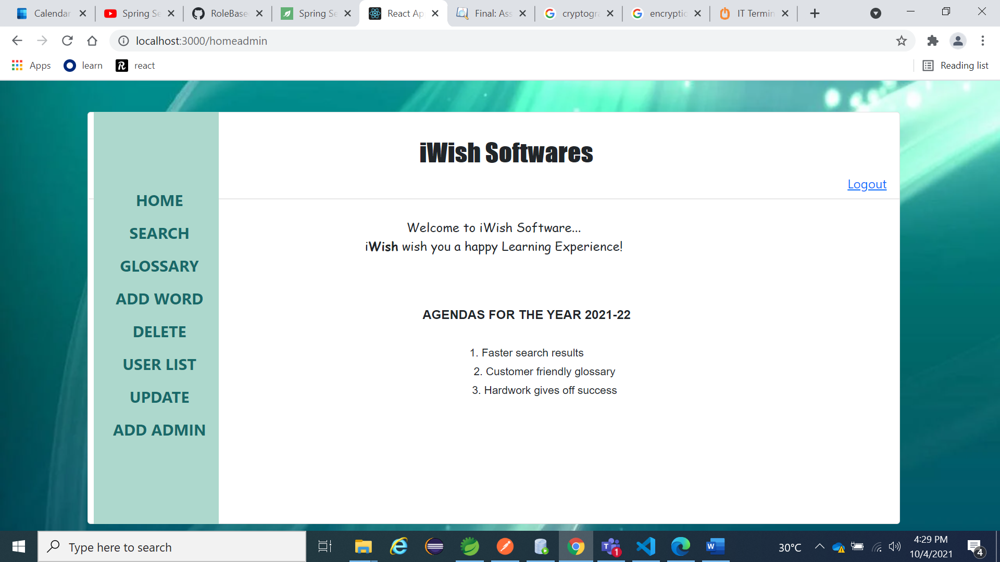 Calendar
Spring Se
RoleBase
Spring Se
React Ap
Final: Ass
cryptogra
encryptio
IT Termin
localhost:3000/homeadmin
Apps
learn
react
Reading list
iWish Softwares
Logout
HOME
SEARCH
GLOSSARY
ADD WORD
DELETE
USER LIST
UPDATE
ADD ADMIN
Welcome to iWish Software...
iWish wish you a happy Learning Experience!
AGENDAS FOR THE YEAR 2021-22
1. Faster search results
2. Customer friendly glossary
3. Hardwork gives off success
Type here to search
1
30°C
4:29 PM
10/4/2021
4